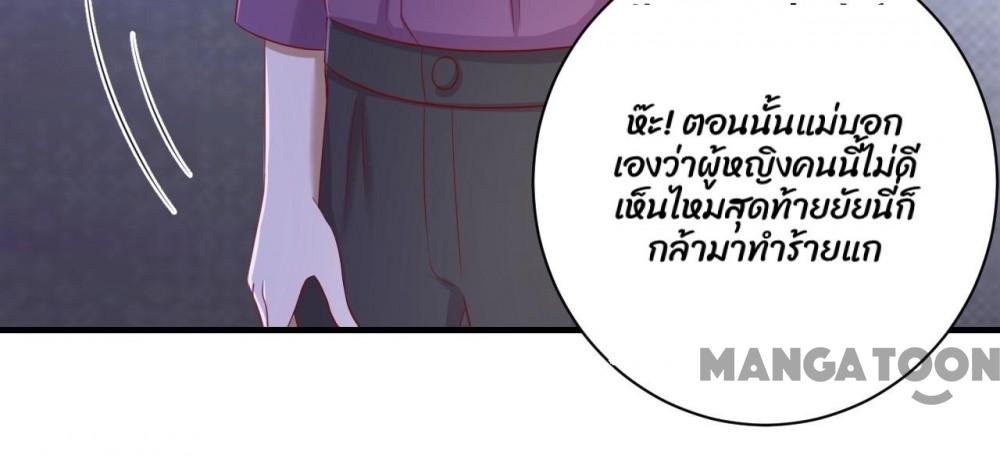 ห๊ะ! ตอนนั้นแม่บอก
เองว่าผู้หญิงคนนี้ไม่ดี
เห็นไหมสุดท้ายยัยนี่ก็
กล้ามาทำร้ายแก
MANGATOON